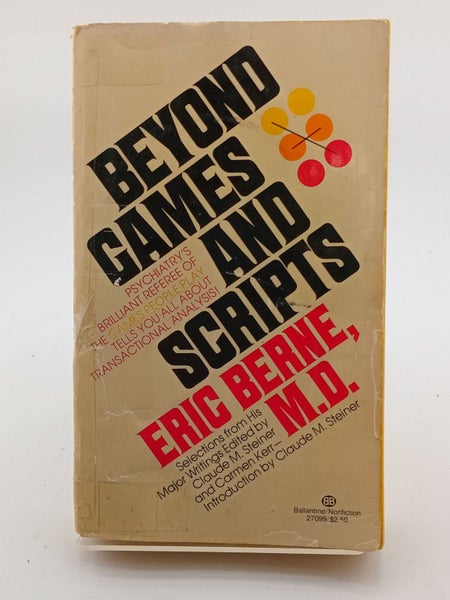 BEYOND
GAMES
AND
SCRIPTS
PSYCHIATRY'S
BRILLIANT REFEREE OF
THE GAMES PEOPLE PLAY
TELLS YOU ALL ABOUT
TRANSACTIONAL ANALYSIS!
ERIC BERNE,
M.D.
Selections from His
Major Writings Edited by
Claude M. Steiner
and Carmen Kerr—
Introduction by Claude M. Steiner
BB
Ballantine/Nonfiction
27099/$2.50